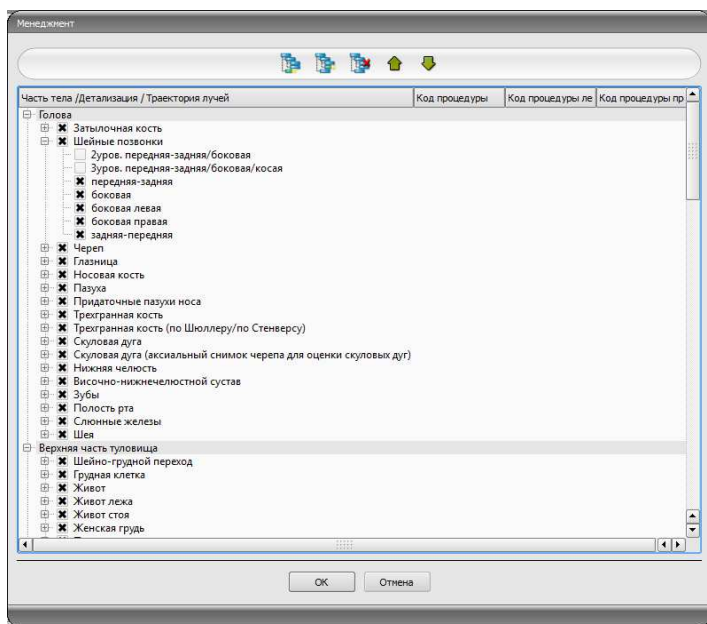 Менеджмент
Часть тела /Детализация / Траектория лучей Код процедуры Код процедуры ле Код процедуры пр
Голова
Затылочная кость
Шейные позвонки
2уров. передняя-задняя/боковая
3уров. передняя-задняя/боковая/косая
передняя-задняя
боковая
боковая левая
боковая правая
задняя-передняя
Череп
Глазница
Носовая кость
Пазуха
Придаточные пазухи носа
Трехгранная кость
Трехгранная кость (по Шюллеру/по Стенверсу)
Скуловая дуга
Скуловая дуга (аксиальный снимок черепа для оценки скуловых дуг)
Нижняя челюсть
Височно-нижнечелюстной сустав
Зубы
Полость рта
Слюнные железы
Шея
Верхняя часть туловища
Шейно-грудной переход
Грудная клетка
Живот
Живот лежа
Живот стоя
Женская грудь
OK Отмена